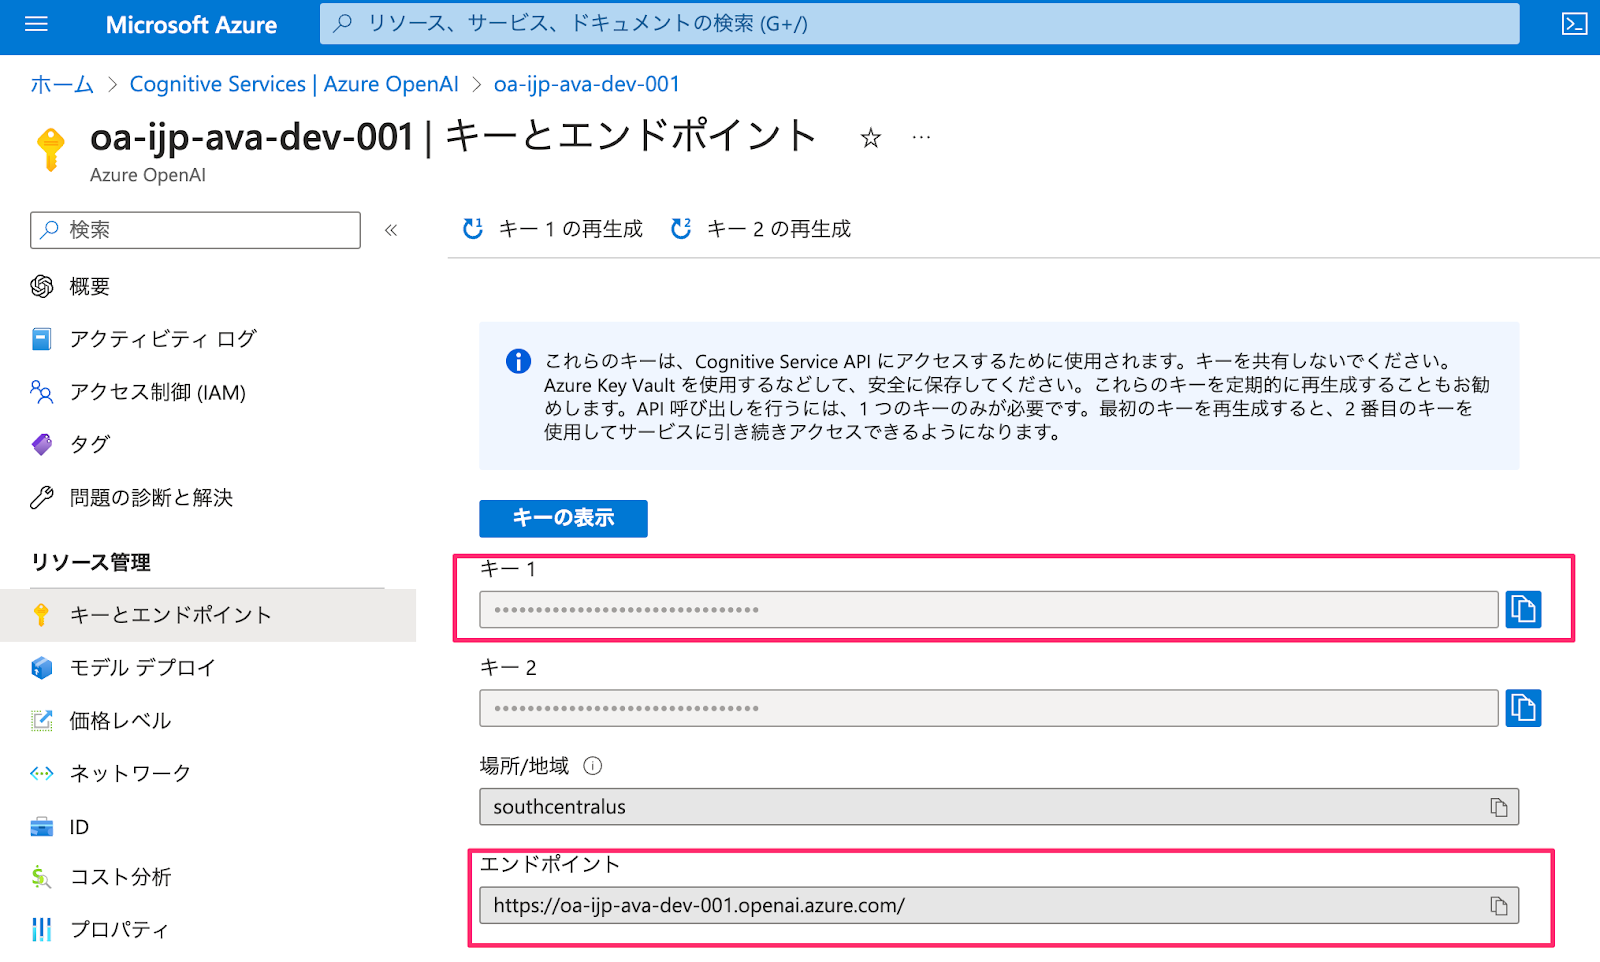 Microsoft Azure
リソース、サービス、ドキュメントの検索 (G+/)
ホーム > Cognitive Services | Azure OpenAI > oa-ijp-ava-dev-001
oa-ijp-ava-dev-001 | キーとエンドポイント
Azure OpenAI
検索
キー 1 の再生成
キー 2 の再生成
概要
アクティビティ ログ
アクセス制御 (IAM)
タグ
問題の診断と解決
リソース管理
キーとエンドポイント
モデル デプロイ
価格レベル
ネットワーク
ID
コスト分析
プロパティ
これらのキーは、Cognitive Service API にアクセスするために使用されます。キーを共有しないでください。
Azure Key Vault を使用するなどして、安全に保存してください。これらのキーを定期的に再生成することもお勧
めします。API 呼び出しを行うには、1 つのキーのみが必要です。最初のキーを再生成すると、2 番目のキーを
使用してサービスに引き続きアクセスできるようになります。
キーの表示
キー 1
キー 2
場所/地域
southcentralus
エンドポイント
https://oa-ijp-ava-dev-001.openai.azure.com/